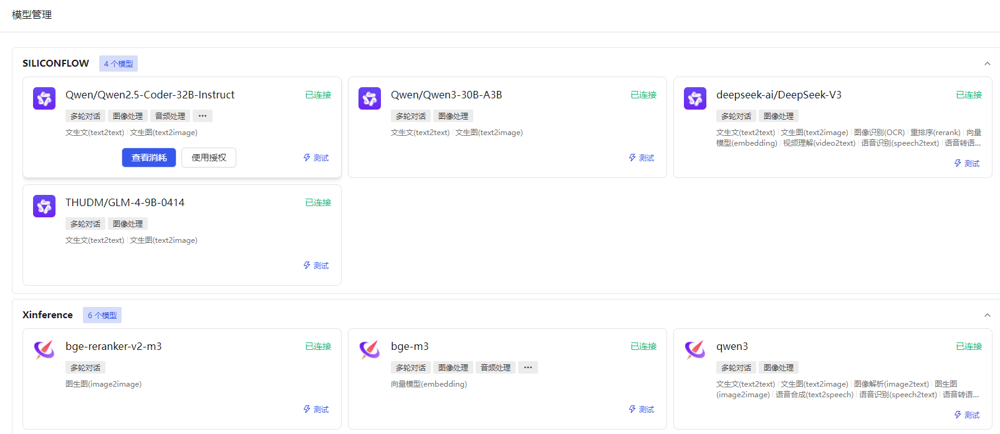 模型管理
SILICONFLOW 4 个模型
Qwen/Qwen2.5-Coder-32B-Instruct 已连接
多轮对话 图像处理 音频处理 •••
文生文(text2text) 文生图(text2image)
查看消耗 使用授权 测试
Qwen/Qwen3-30B-A3B 已连接
多轮对话 图像处理
文生文(text2text) 文生图(text2image)
测试
deepseek-ai/DeepSeek-V3 已连接
多轮对话 图像处理
文生文(text2text) 文生图(text2image) 图像识别(OCR) 重排序(rerank) 向量
模型(embedding) 视频理解(video2text) 语音识别(speech2text) 语音转语...
测试
THUDM/GLM-4-9B-0414 已连接
多轮对话 图像处理
文生文(text2text) 文生图(text2image)
测试
Xinference 6 个模型
bge-reranker-v2-m3 已连接
多轮对话
图生图(image2image)
测试
bge-m3 已连接
多轮对话 图像处理 音频处理 •••
向量模型(embedding)
测试
qwen3 已连接
多轮对话 图像处理
文生文(text2text) 文生图(text2image) 图像解析(image2text) 图生图
(image2image) 语音合成(text2speech) 语音识别(speech2text) 语音转语...
测试